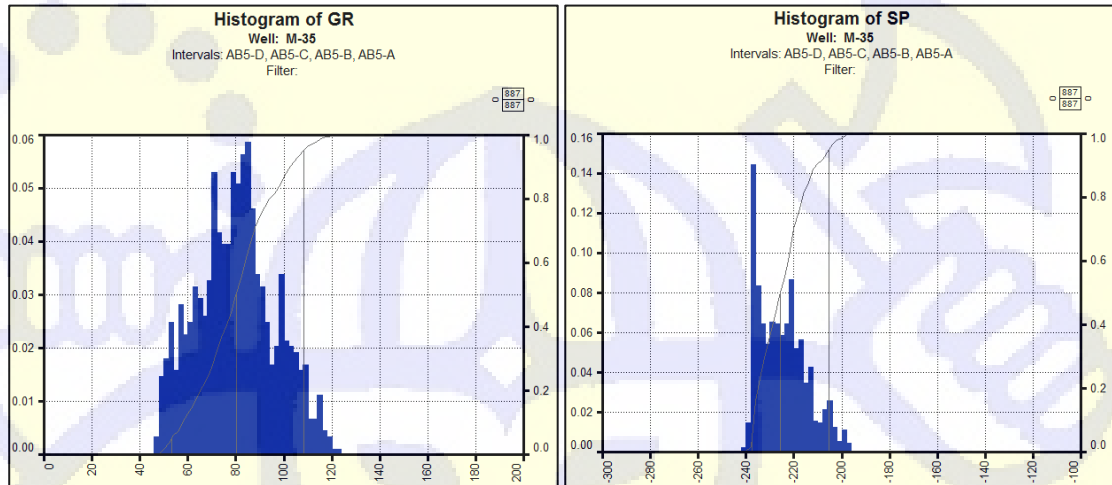 Histogram of GR
Well: M-35
Intervals: AB5-D, AB5-C, AB5-B, AB5-A
Filter:
0 887 0
887
0.06 1.0
0.05 0.8
0.04 0.6
0.03
0.02 0.4
0.01 0.2
0.00 0.0
0 20 40 60 80 100 120 140 160 180 200
Histogram of SP
Well: M-35
Intervals: AB5-D, AB5-C, AB5-B, AB5-A
Filter:
0 887 0
887
0.16 1.0
0.14
0.12 0.8
0.10
0.08 0.6
0.06 0.4
0.04
0.02 0.2
0.00 0.0
-300 -280 -260 -240 -220 -200 -180 -160 -140 -120 -100